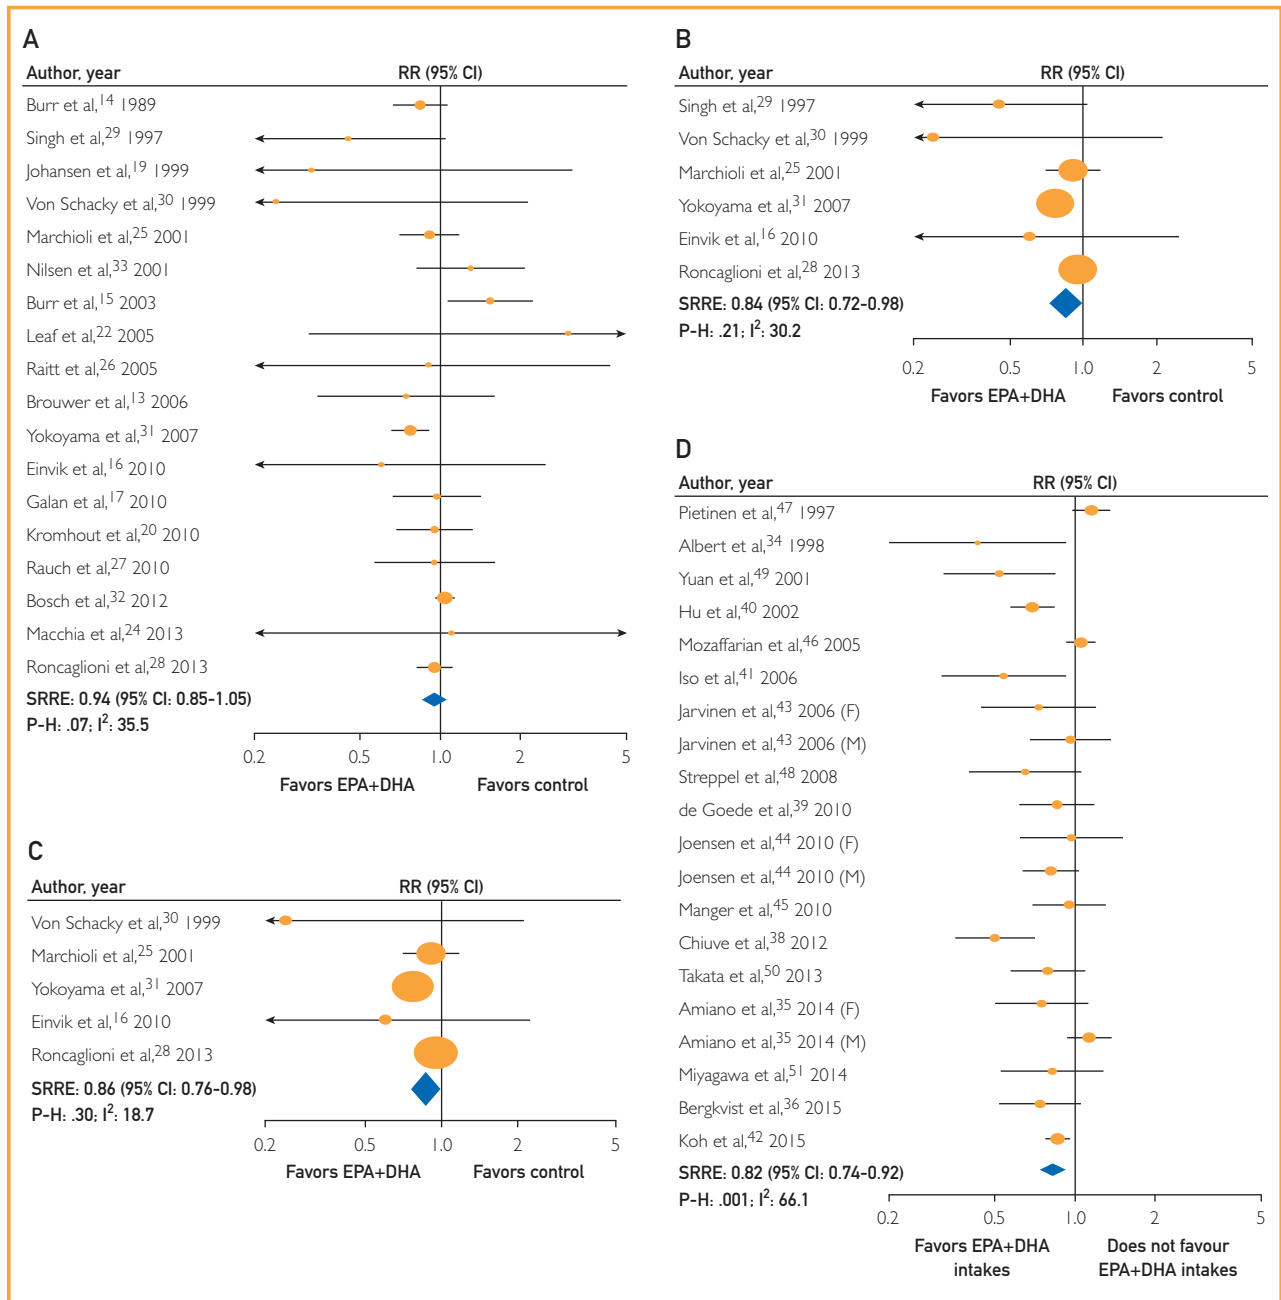 A
Author, year RR (95% CI)
Burr et al,14 1989
Singh et al,29 1997
Johansen et al,19 1999
Von Schacky et al,30 1999
Marchioli et al,25 2001
Nilsen et al,33 2001
Burr et al,15 2003
Leaf et al,22 2005
Raitt et al,26 2005
Brouwer et al,13 2006
Yokoyama et al,31 2007
Einvik et al,16 2010
Galan et al,17 2010
Kromhout et al,20 2010
Rauch et al,27 2010
Bosch et al,32 2012
Macchia et al,24 2013
Roncaglioni et al,28 2013
SRRE: 0.94 (95% CI: 0.85-1.05)
P-H: .07; I2: 35.5
0.2 0.5 1.0 2 5
Favors EPA+DHA Favors control
B
Author, year RR (95% CI)
Singh et al,29 1997
Von Schacky et al,30 1999
Marchioli et al,25 2001
Yokoyama et al,31 2007
Einvik et al,16 2010
Roncaglioni et al,28 2013
SRRE: 0.84 (95% CI: 0.72-0.98)
P-H: .21; I2: 30.2
0.2 0.5 1.0 2 5
Favors EPA+DHA Favors control
C
Author, year RR (95% CI)
Von Schacky et al,30 1999
Marchioli et al,25 2001
Yokoyama et al,31 2007
Einvik et al,16 2010
Roncaglioni et al,28 2013
SRRE: 0.86 (95% CI: 0.76-0.98)
P-H: .30; I2: 18.7
0.2 0.5 1.0 2 5
Favors EPA+DHA Favors control
D
Author, year RR (95% CI)
Pietinen et al,47 1997
Albert et al,34 1998
Yuan et al,49 2001
Hu et al,40 2002
Mozaffarian et al,46 2005
Iso et al,41 2006
Jarvinen et al,43 2006 (F)
Jarvinen et al,43 2006 (M)
Streppel et al,48 2008
de Goede et al,39 2010
Joensen et al,44 2010 (F)
Joensen et al,44 2010 (M)
Manger et al,45 2010
Chiuve et al,38 2012
Takata et al,50 2013
Amiano et al,35 2014 (F)
Amiano et al,35 2014 (M)
Miyagawa et al,51 2014
Bergkvist et al,36 2015
Koh et al,42 2015
SRRE: 0.82 (95% CI: 0.74-0.92)
P-H: .001; I2: 66.1
0.2 0.5 1.0 2 5
Favors EPA+DHA Does not favour
intakes EPA+DHA intakes